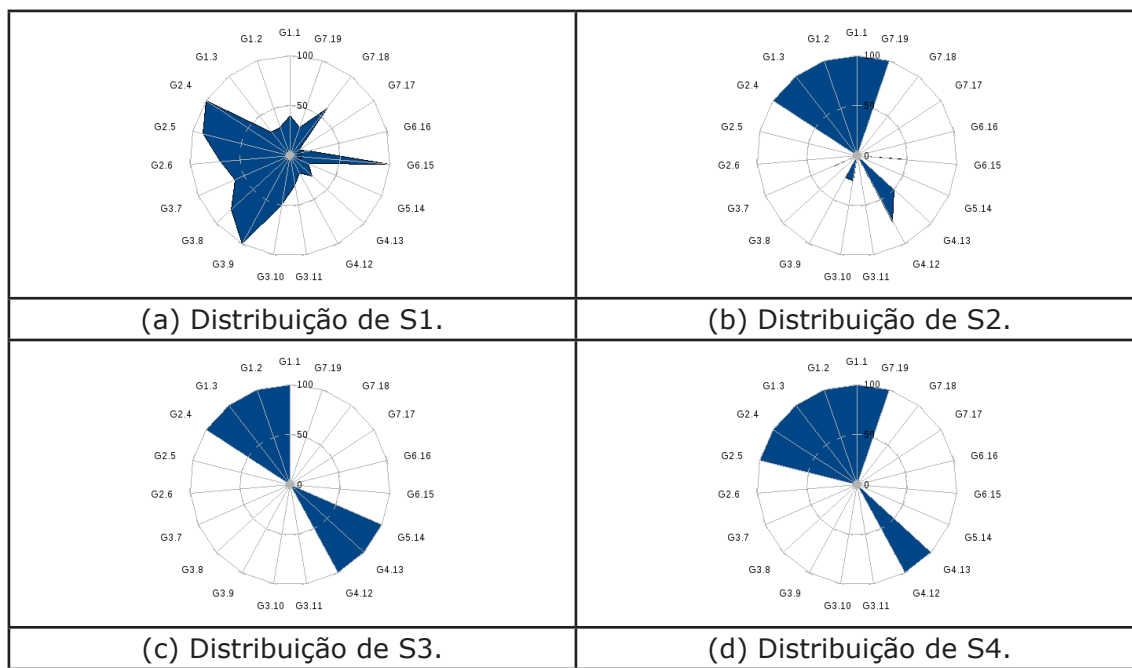 G1.1
G1.2
G7.19
G1.3
100
G7.18
G2.4
G7.17
50
G2.5
G6.16
G2.6
G6.15
G3.7
G5.14
G3.8
G4.13
G3.9
G4.12
G3.10
G3.11
(a) Distribuição de S1.
G1.1
G1.2
G7.19
G1.3
100
G7.18
G2.4
G7.17
50
G2.5
G6.16
0
G2.6
G6.15
G3.7
G5.14
G3.8
G4.13
G3.9
G4.12
G3.10
G3.11
(b) Distribuição de S2.
G1.1
G1.2
G7.19
G1.3
100
G7.18
G2.4
G7.17
50
G2.5
G6.16
0
G2.6
G6.15
G3.7
G5.14
G3.8
G4.13
G3.9
G4.12
G3.10
G3.11
(c) Distribuição de S3.
G1.1
G1.2
G7.19
G1.3
100
G7.18
G2.4
G7.17
50
G2.5
G6.16
0
G2.6
G6.15
G3.7
G5.14
G3.8
G4.13
G3.9
G4.12
G3.10
G3.11
(d) Distribuição de S4.